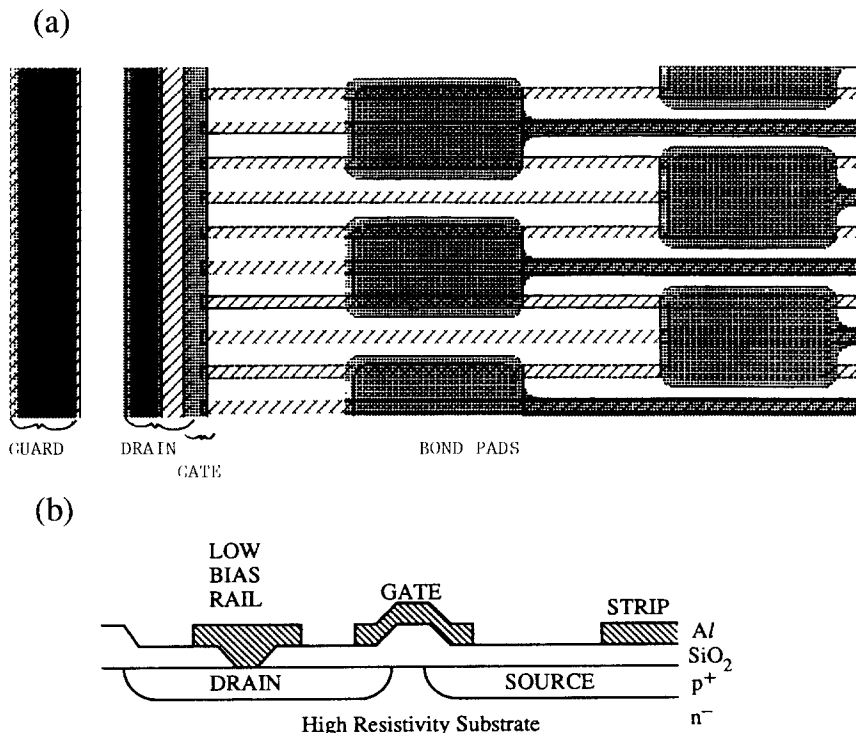 (a)
GUARD
DRAIN
GATE
BOND PADS
(b)
LOW
BIAS
RAIL
GATE
STRIP
Al
SiO2
DRAIN
SOURCE
p+
n−
High Resistivity Substrate